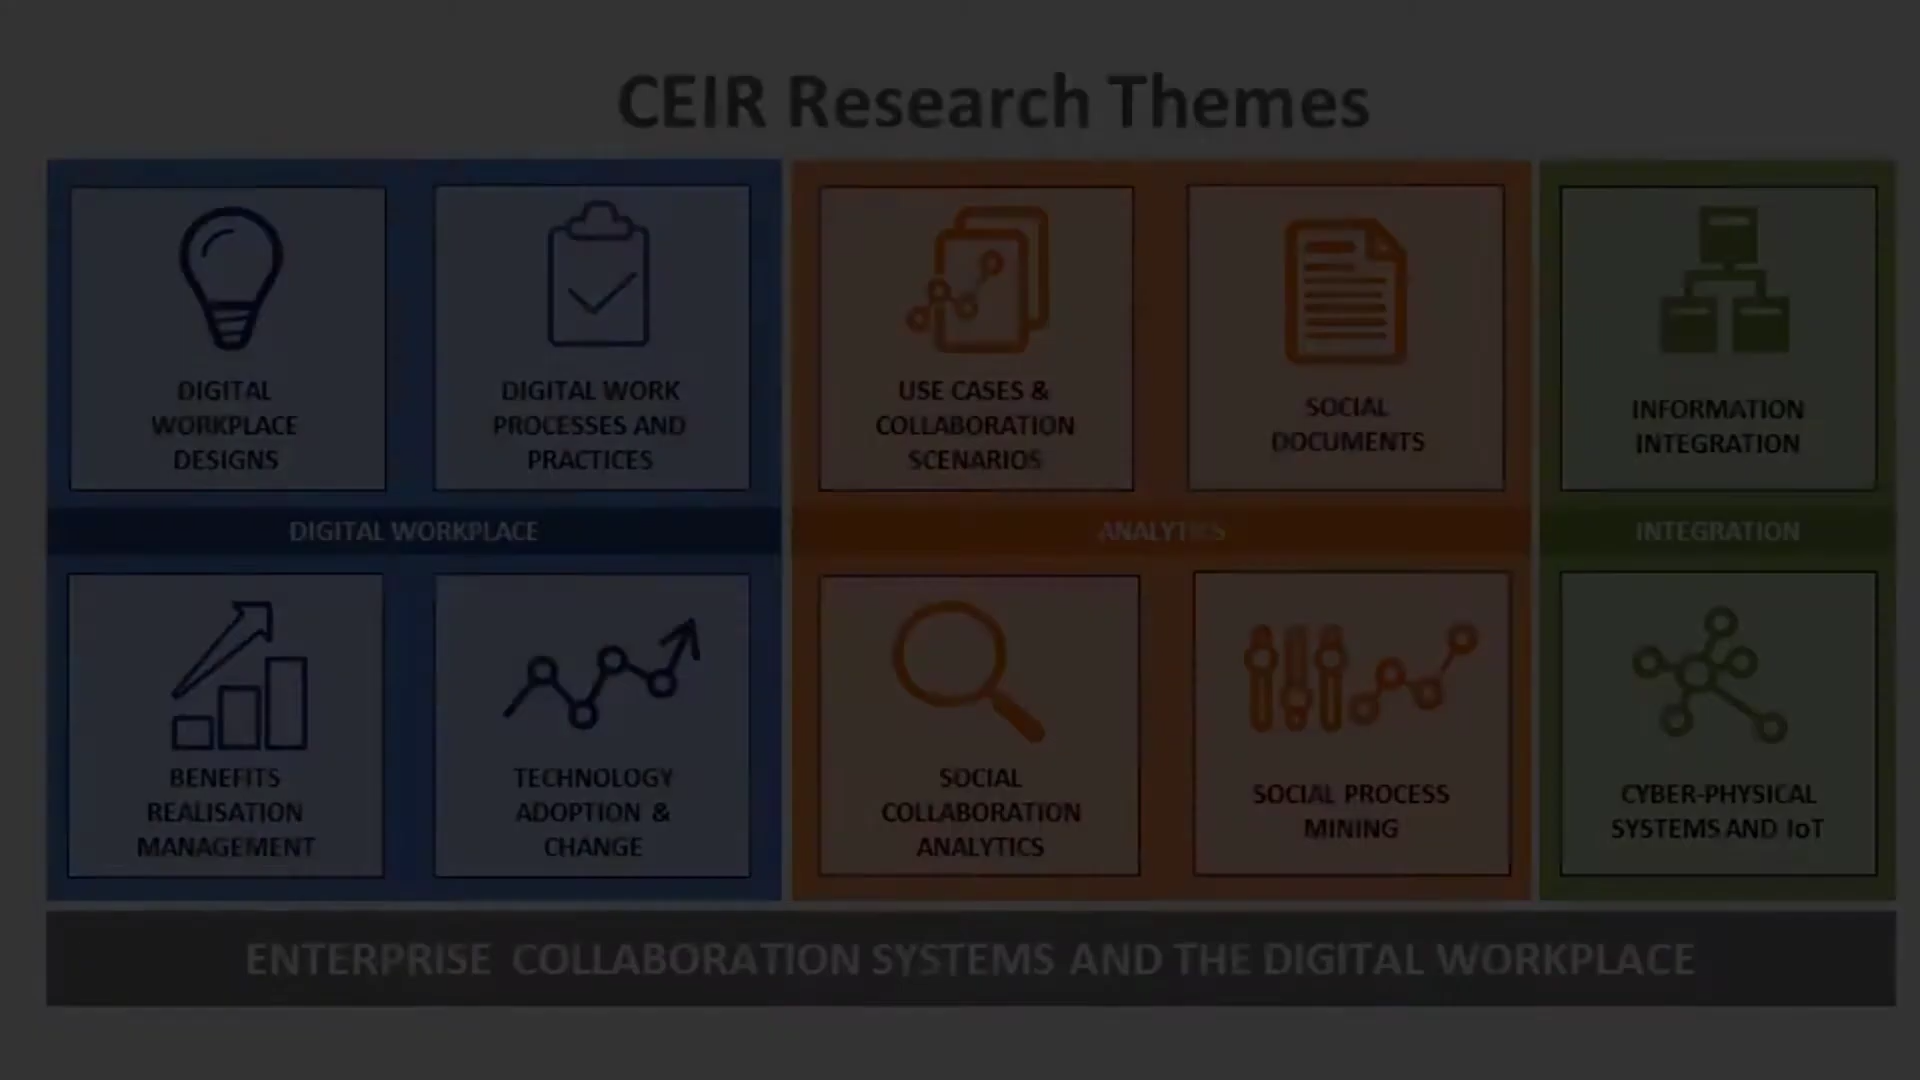 CEIR Research Themes
DIGITAL
WORKPLACE
DESIGNS
DIGITAL WORK
PROCESSES AND
PRACTICES
USE CASES &
COLLABORATION
SCENARIOS
SOCIAL
DOCUMENTS
INFORMATION
INTEGRATION
DIGITAL WORKPLACE
ANALYTICS
INTEGRATION
BENEFITS
REALISATION
MANAGEMENT
TECHNOLOGY
ADOPTION &
CHANGE
SOCIAL
COLLABORATION
ANALYTICS
SOCIAL PROCESS
MINING
CYBER-PHYSICAL
SYSTEMS AND IoT
ENTERPRISE COLLABORATION SYSTEMS AND THE DIGITAL WORKPLACE